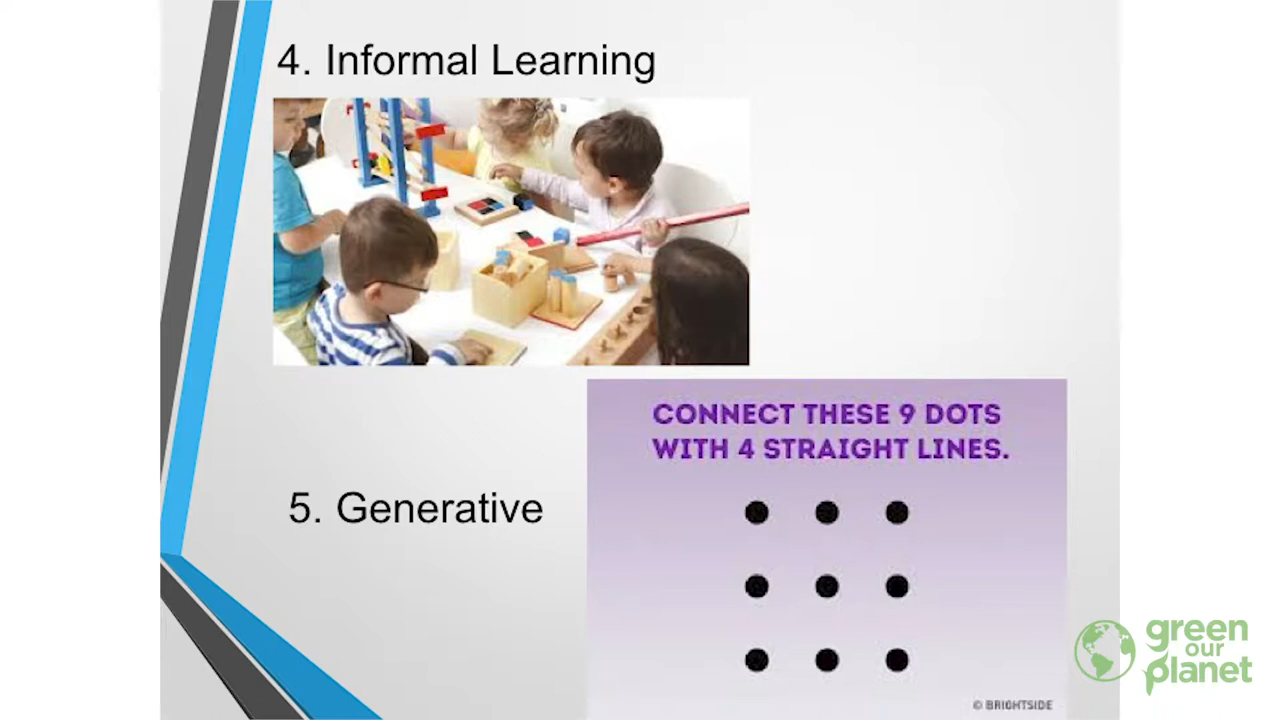 4. Informal Learning
CONNECT THESE 9 DOTS
WITH 4 STRAIGHT LINES.
5. Generative
green
our
planet
© BRIGHTSIDE